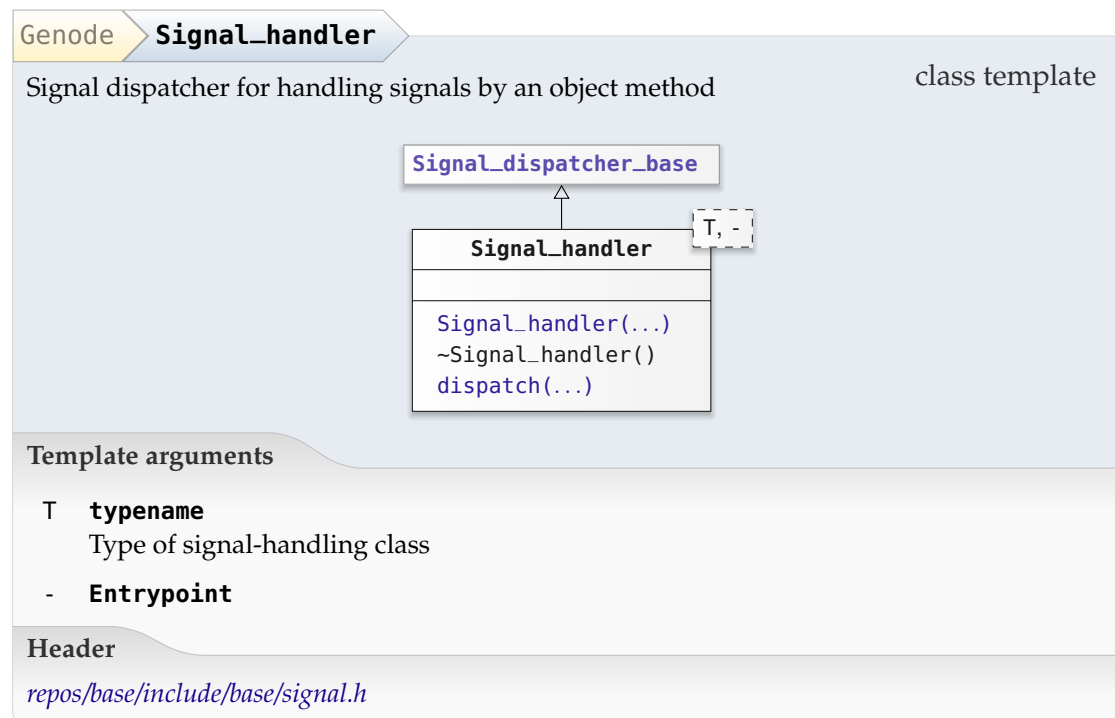 Genode Signal_handler
Signal dispatcher for handling signals by an object method
class template
Signal_dispatcher_base
T, -
Signal_handler
Signal_handler(...)
~Signal_handler()
dispatch(...)
Template arguments
T typename
Type of signal-handling class
- Entrypoint
Header
repos/base/include/base/signal.h